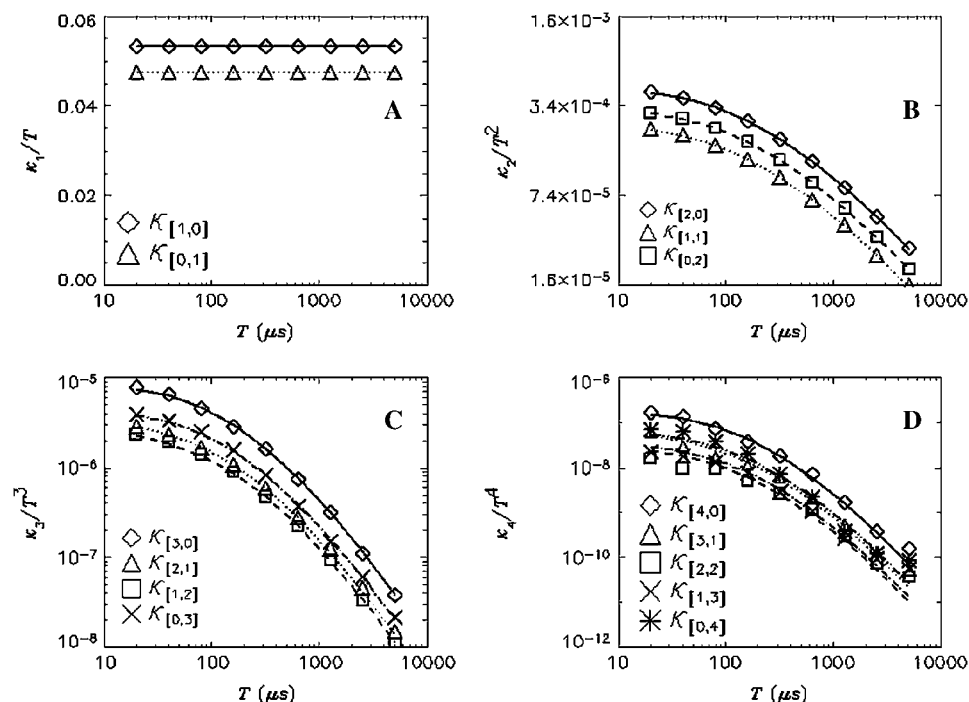 0.06
0.04
0.02
0.00
κ₁/T
A
K[1,0]
K[0,1]
10 100 1000 10000
T (μs)
1.6×10⁻³
3.4×10⁻⁴
7.4×10⁻⁵
1.6×10⁻⁵
κ₂/T²
B
K[2,0]
K[1,1]
K[0,2]
10 100 1000 10000
T (μs)
10⁻⁵
10⁻⁶
10⁻⁷
10⁻⁸
κ₃/T³
C
K[3,0]
K[2,1]
K[1,2]
K[0,3]
10 100 1000 10000
T (μs)
10⁻⁶
10⁻⁸
10⁻¹⁰
10⁻¹²
κ₄/T⁴
D
K[4,0]
K[3,1]
K[2,2]
K[1,3]
K[0,4]
10 100 1000 10000
T (μs)